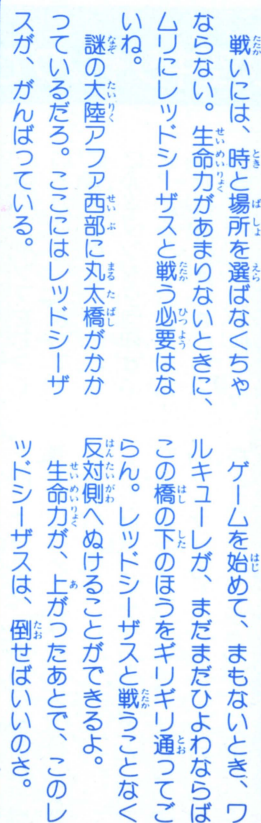 戦いには、時と場所を選ばなくちゃ
ならない。生命力があまりないときに、
ムリにレッドシーザスと戦う必要はな
いね。
謎の大陸アファ西部に丸太橋がかか
っているだろ。ここにはレッドシーザ
スが、がんばっている。
ゲームを始めて、まもないとき、ワ
ルキューレが、まだまだひよわならば
この橋の下のほうをギリギリ通ってご
らん。レッドシーザスと戦うことなく
反対側へぬけることができるよ。
生命力が、上がったあとで、このレ
ッドシーザスは、倒せばいいのさ。